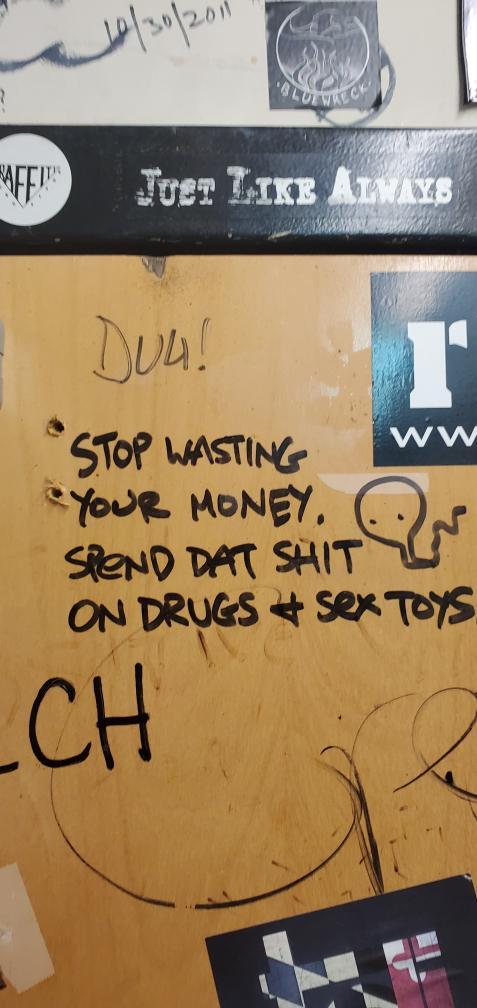 10/30/2011
BLUEWRECK
JUST LIKE ALWAYS
STOP WASTING
YOUR MONEY.
SPEND DAT SHIT
ON DRUGS & SEX TOYS
CH
r
WW